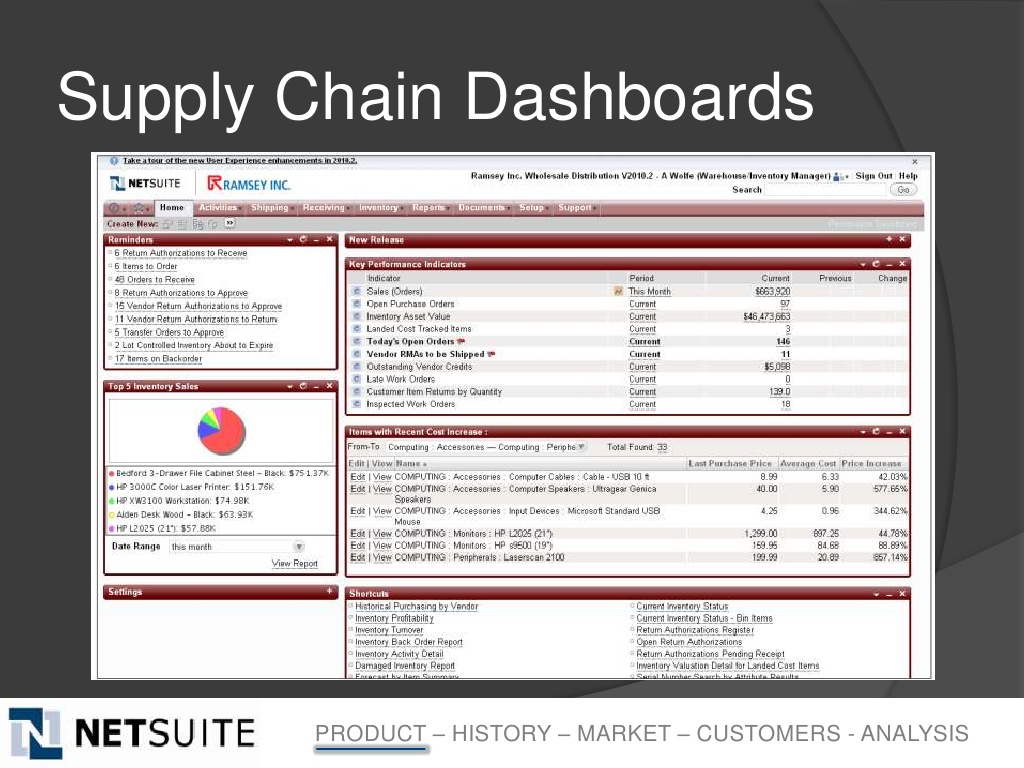 Supply Chain Dashboards
Take a tour of the new User Experience enhancements in 2010.2.
NETSUITE
RAMSEY INC.
Ramsey Inc. Wholesale Distribution V2010.2 - A Wolfe (Warehouse/Inventory Manager) Sign Out Help
Search Go
Home Activities Shipping Receiving Inventory Reports Documents Setup Support
Create New:
Reminders
6 Return Authorizations to Receive
6 Items to Order
48 Orders to Receive
8 Return Authorizations to Approve
15 Vendor Return Authorizations to Approve
11 Vendor Return Authorizations to Return
5 Transfer Orders to Approve
2 Lot Controlled Inventory About to Expire
17 Items on Backorder
Top 5 Inventory Sales
Bedford 3-Drawer File Cabinet Steel - Black: $751.37K
HP 3000C Color Laser Printer: $151.76K
HP XW3100 Workstation: $74.98K
Alden Desk Wood - Black: $63.93K
HP L2025 (21"): $57.88K
Date Range this month
View Report
Settings
New Release
Key Performance Indicators
Indicator Period Current Previous Change
Sales (Orders) This Month $663,920
Open Purchase Orders Current 97
Inventory Asset Value Current $46,473,663
Landed Cost Tracked Items Current 3
Today's Open Orders Current 146
Vendor RMAs to be Shipped Current 11
Outstanding Vendor Credits Current $5,098
Late Work Orders Current 0
Customer Item Returns by Quantity Current 139.0
Inspected Work Orders Current 18
Items with Recent Cost Increase :
From-To Computing : Accessories — Computing : Periphe Total Found: 33
Edit | View Name Last Purchase Price Average Cost Price Increase
Edit | View COMPUTING : Accessories : Computer Cables : Cable - USB 10 ft 8.99 6.33 42.03%
Edit | View COMPUTING : Accessories : Computer Speakers : Ultragear Genica 40.00 5.90 577.65%
Speakers
Edit | View COMPUTING : Accessories : Input Devices : Microsoft Standard USB 4.25 0.96 344.62%
Mouse
Edit | View COMPUTING : Monitors : HP L2025 (21") 1,299.00 897.25 44.78%
Edit | View COMPUTING : Monitors : HP s9500 (19") 159.95 84.68 88.89%
Edit | View COMPUTING : Peripherals : Laserscan 2100 199.99 20.89 857.14%
Shortcuts
Historical Purchasing by Vendor
Inventory Profitability
Inventory Turnover
Inventory Back Order Report
Inventory Activity Detail
Damaged Inventory Report
Forecast by Item Summary
Current Inventory Status
Current Inventory Status - Bin Items
Return Authorizations Register
Open Return Authorizations
Return Authorizations Pending Receipt
Inventory Valuation Detail for Landed Cost Items
Serial Number Search by Attribute Results
NETSUITE
PRODUCT – HISTORY – MARKET – CUSTOMERS - ANALYSIS